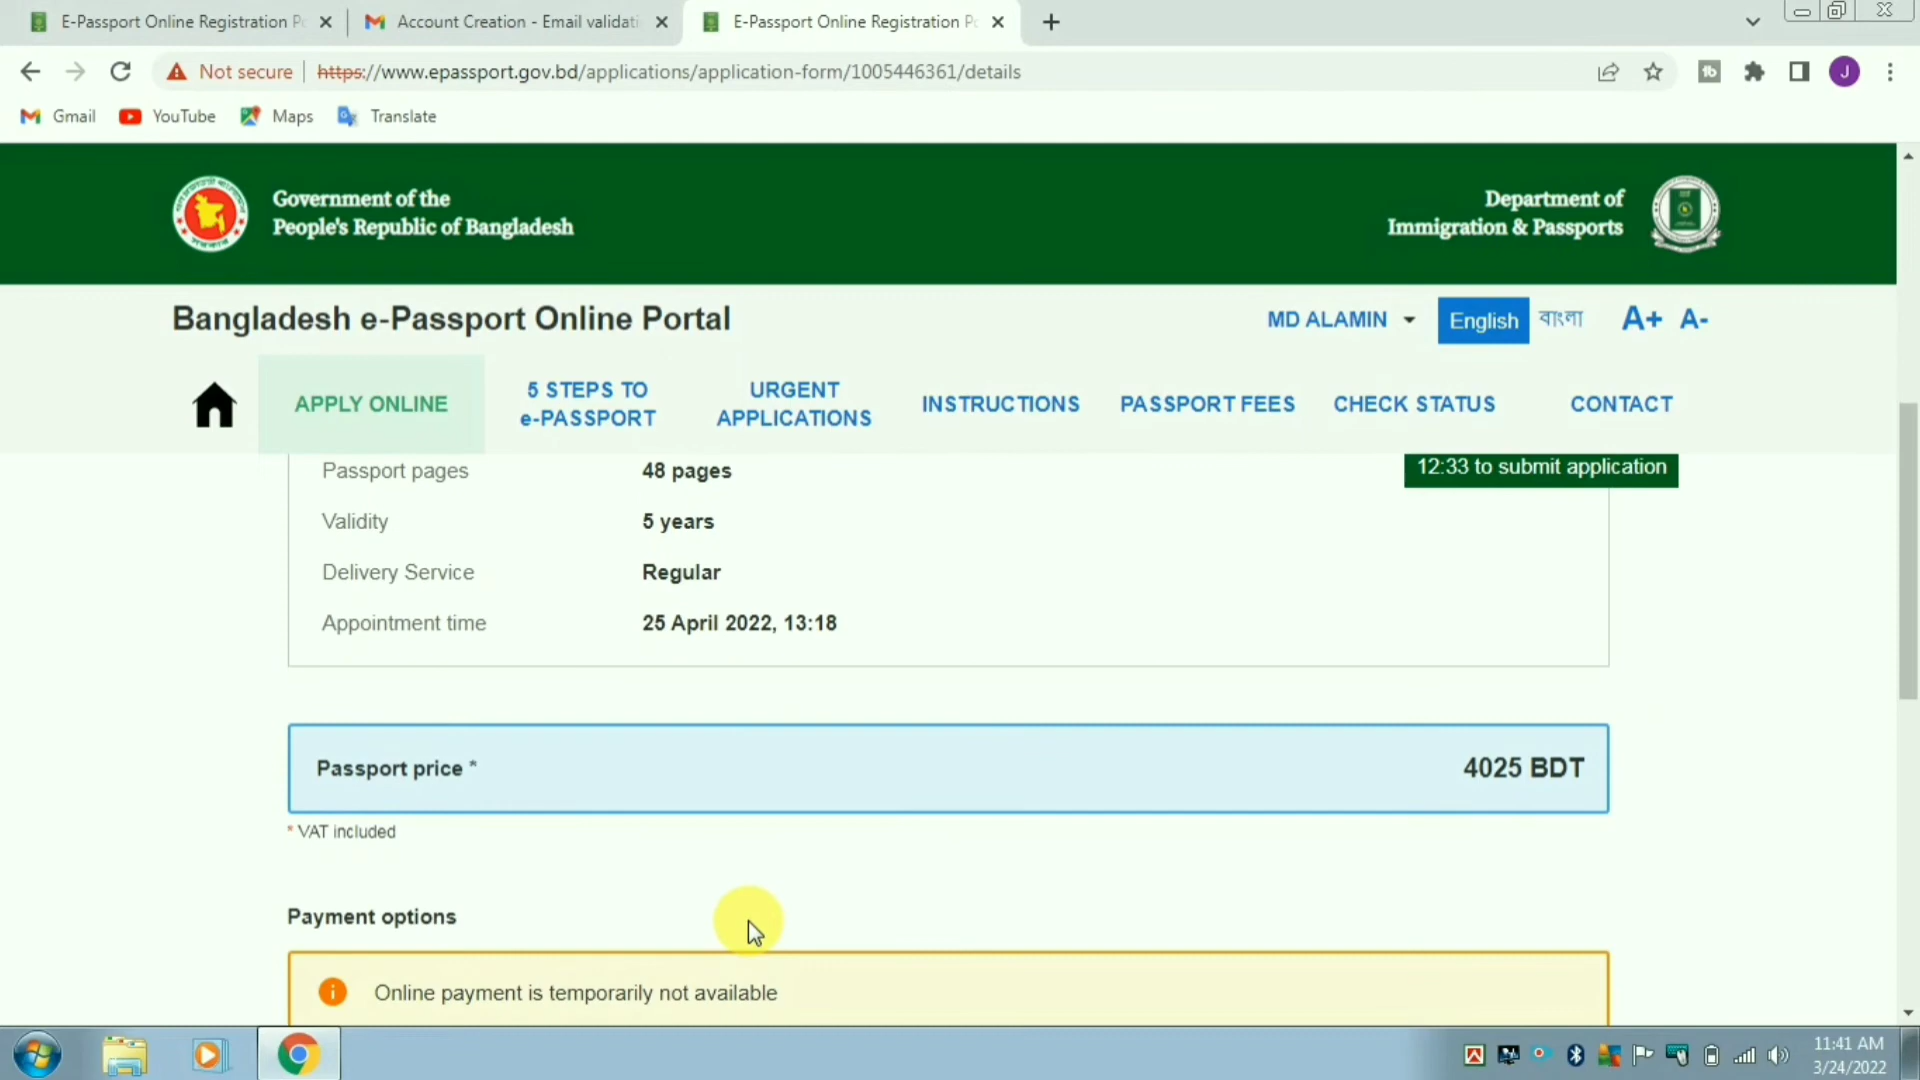 E-Passport Online Registration Po
Account Creation - Email validati
E-Passport Online Registration Po
Not secure
https://www.epassport.gov.bd/applications/application-form/1005446361/details
J
Gmail
YouTube
Maps
Translate
Government of the
People's Republic of Bangladesh
Department of
Immigration & Passports
Bangladesh e-Passport Online Portal
MD ALAMIN
English
বাংলা
A+
A-
APPLY ONLINE
5 STEPS TO
e-PASSPORT
URGENT
APPLICATIONS
INSTRUCTIONS
PASSPORT FEES
CHECK STATUS
CONTACT
Passport pages 48 pages
12:33 to submit application
Validity 5 years
Delivery Service Regular
Appointment time 25 April 2022, 13:18
Passport price * 4025 BDT
* VAT included
Payment options
Online payment is temporarily not available
11:41 AM
3/24/2022